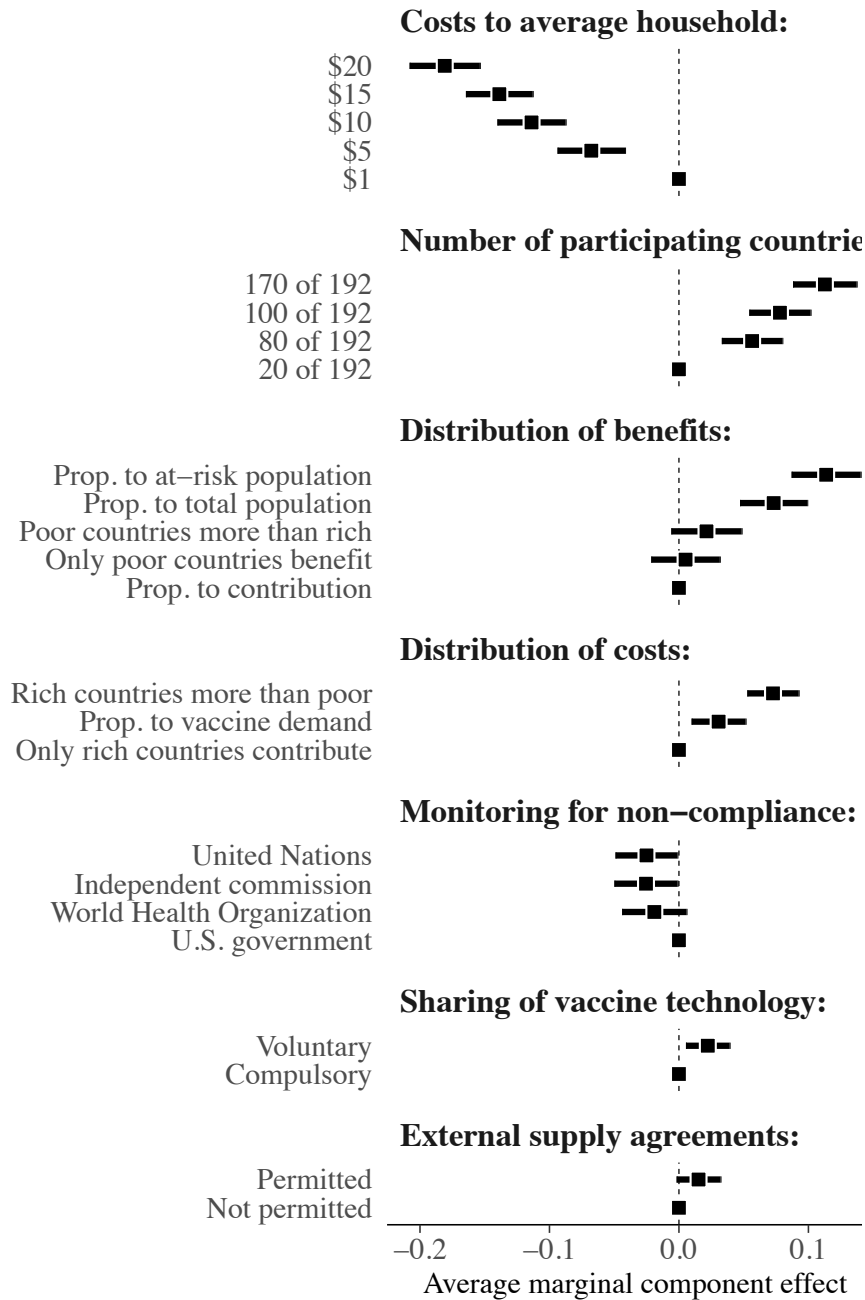 Costs to average household:
$20
$15
$10
$5
$1
Number of participating countrie
170 of 192
100 of 192
80 of 192
20 of 192
Distribution of benefits:
Prop. to at−risk population
Prop. to total population
Poor countries more than rich
Only poor countries benefit
Prop. to contribution
Distribution of costs:
Rich countries more than poor
Prop. to vaccine demand
Only rich countries contribute
Monitoring for non−compliance:
United Nations
Independent commission
World Health Organization
U.S. government
Sharing of vaccine technology:
Voluntary
Compulsory
External supply agreements:
Permitted
Not permitted
−0.2 −0.1 0.0 0.1
Average marginal component effect